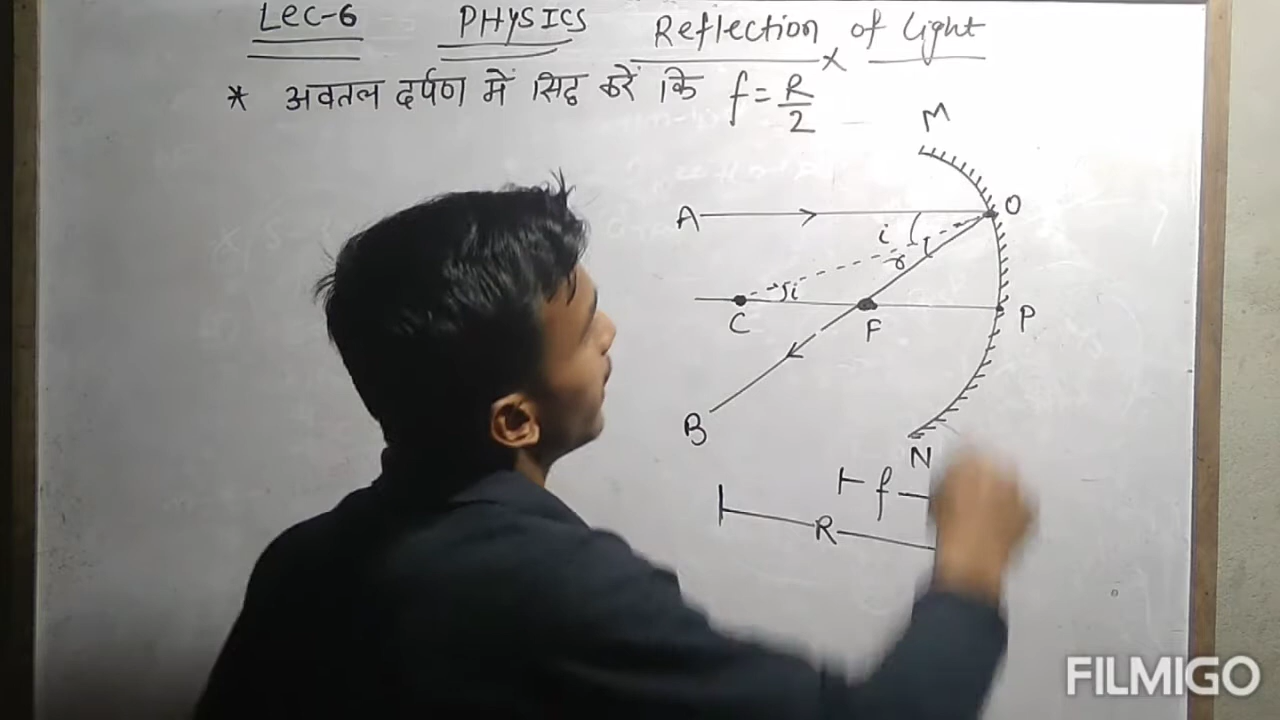 Lec-6 PHYSICS Reflection of Light
* अवतल दर्पण में सिद्ध करें कि f = R/2
M
A O
i
r
i
C F P
B
N
f
R
FILMIGO